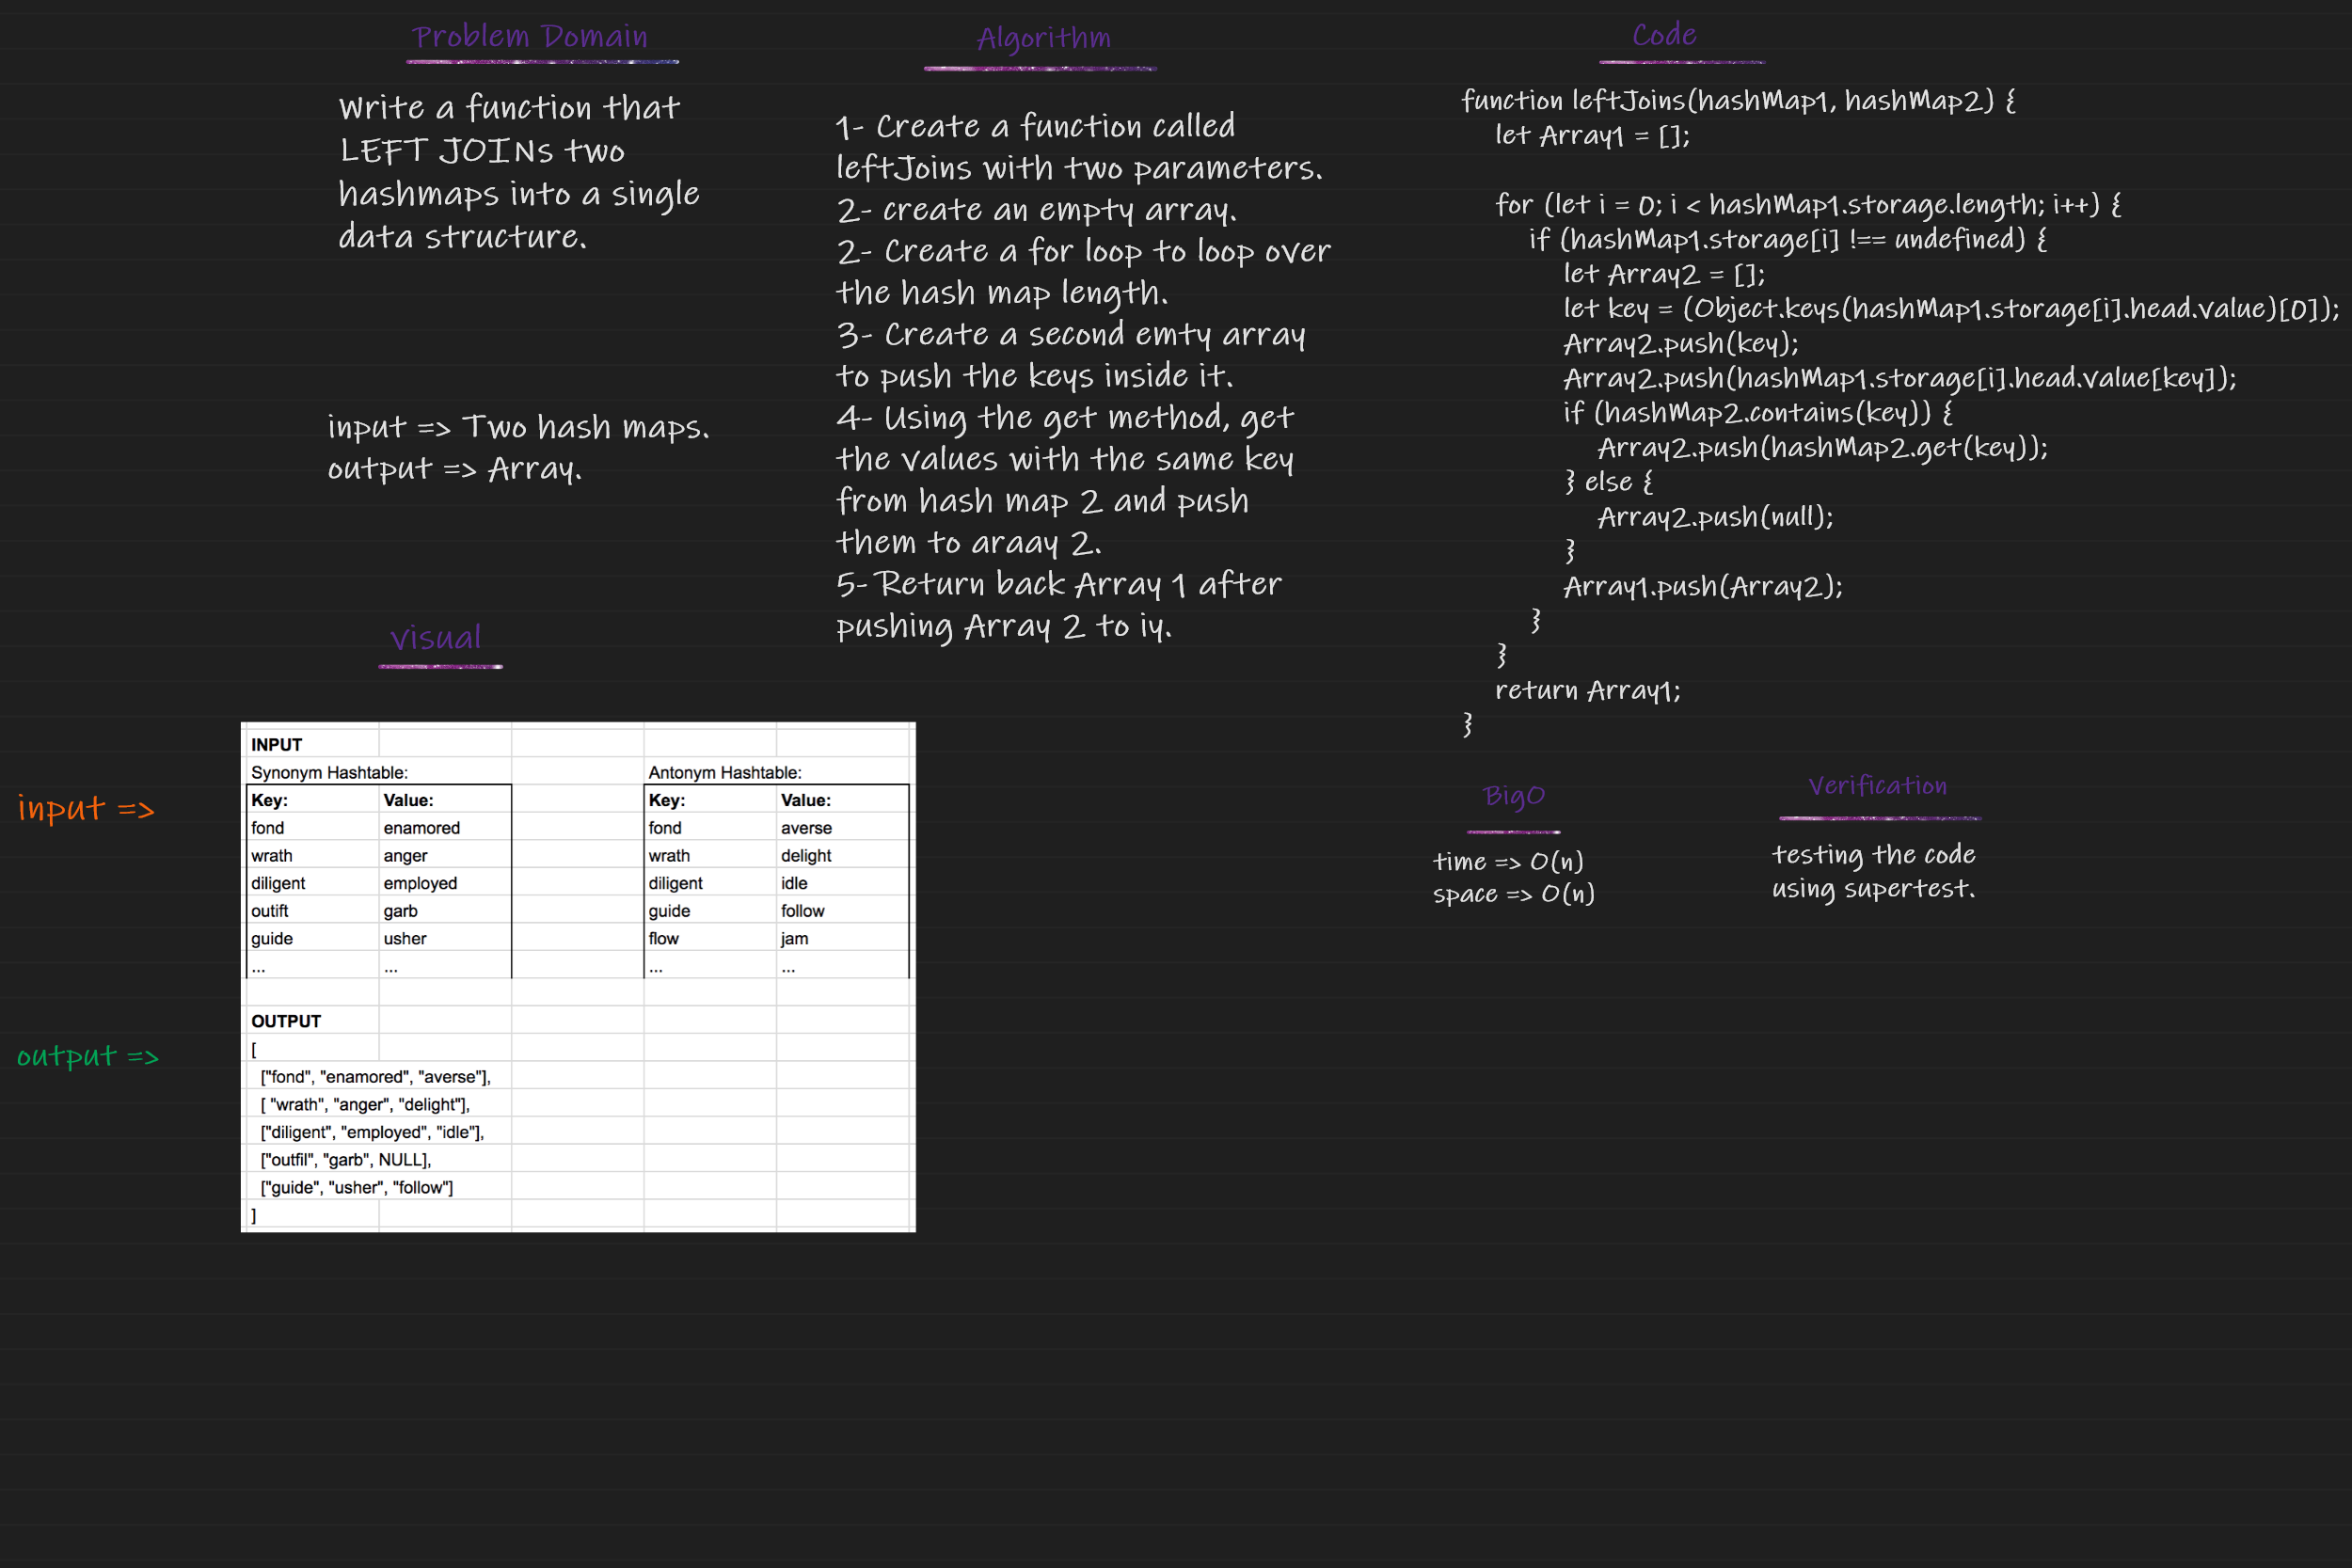 Problem Domain
Write a function that
LEFT JOINs two
hashmaps into a single
data structure.
input => Two hash maps.
output => Array.
Algorithm
1- Create a function called
leftJoins with two parameters.
2- create an empty array.
2- Create a for loop to loop over
the hash map length.
3- Create a second emty array
to push the keys inside it.
4- Using the get method, get
the values with the same key
from hash map 2 and push
them to araay 2.
5- Return back Array 1 after
pushing Array 2 to iy.
Code
function leftJoins(hashMap1, hashMap2) {
let Array1 = [];
for (let i = 0; i < hashMap1.storage.length; i++) {
if (hashMap1.storage[i] !== undefined) {
let Array2 = [];
let key = (Object.keys(hashMap1.storage[i].head.value)[0]);
Array2.push(key);
Array2.push(hashMap1.storage[i].head.value[key]);
if (hashMap2.contains(key)) {
Array2.push(hashMap2.get(key));
} else {
Array2.push(null);
}
Array1.push(Array2);
}
}
return Array1;
}
Visual
input =>
INPUT
Synonym Hashtable: Antonym Hashtable:
Key: Value: Key: Value:
fond enamored fond averse
wrath anger wrath delight
diligent employed diligent idle
outift garb guide follow
guide usher flow jam
... ... ... ...
output =>
OUTPUT
[
["fond", "enamored", "averse"],
[ "wrath", "anger", "delight"],
["diligent", "employed", "idle"],
["outfil", "garb", NULL],
["guide", "usher", "follow"]
]
BigO
time => O(n)
space => O(n)
Verification
testing the code
using supertest.